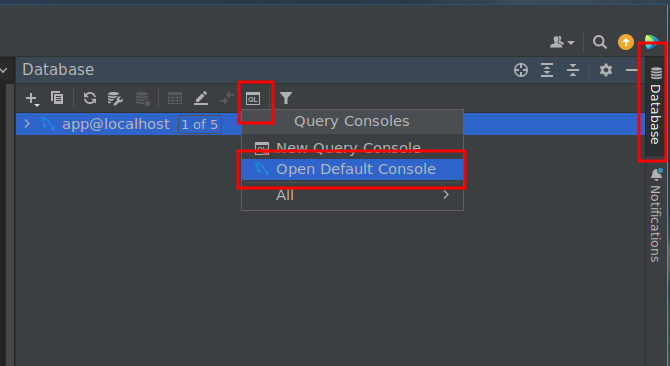 Database
QL
app@localhost 1 of 5
Query Consoles
New Query Console
Open Default Console
All
Database
Notifications